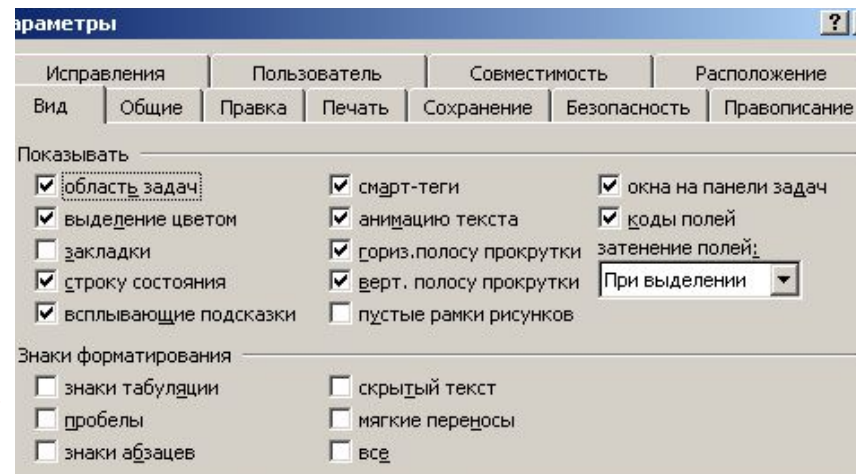 араметры ?
Исправления Пользователь Совместимость Расположение
Вид Общие Правка Печать Сохранение Безопасность Правописание
Показывать
область задач смарт-теги окна на панели задач
выделение цветом анимацию текста коды полей
закладки гориз.полосу прокрутки затенение полей:
строку состояния верт. полосу прокрутки При выделении
всплывающие подсказки пустые рамки рисунков
Знаки форматирования
знаки табуляции скрытый текст
пробелы мягкие переносы
знаки абзацев все